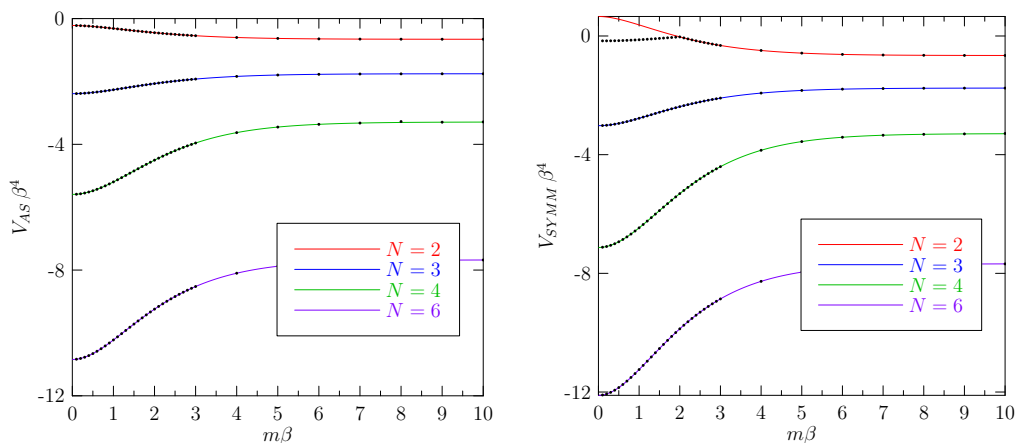 0
-4
-8
-12
V_{AS} β^4
N = 2
N = 3
N = 4
N = 6
0 1 2 3 4 5 6 7 8 9 10
mβ
0
-4
-8
-12
V_{SYMM} β^4
N = 2
N = 3
N = 4
N = 6
0 1 2 3 4 5 6 7 8 9 10
mβ